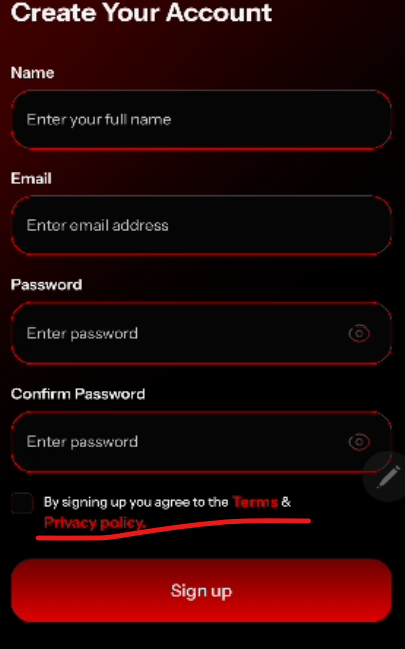 Create Your Account
Name
Enter your full name
Email
Enter email address
Password
Enter password
Confirm Password
Enter password
By signing up you agree to the Terms &
Privacy policy.
Sign up